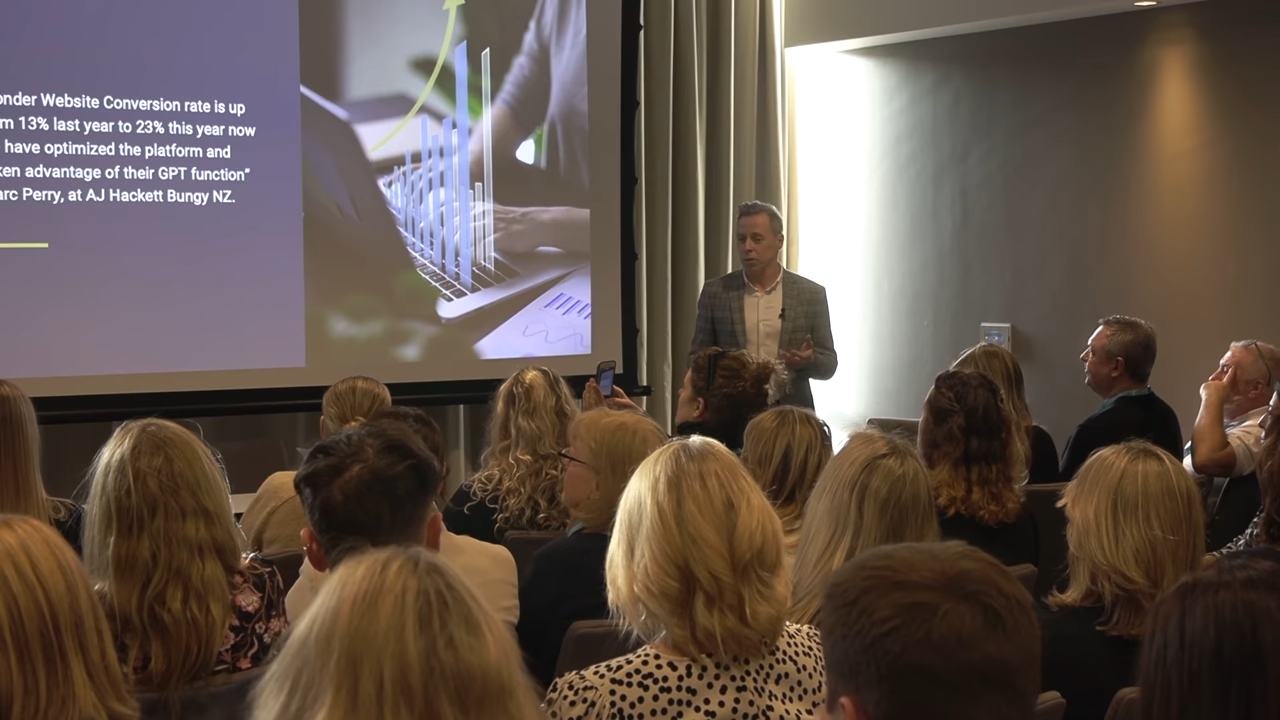 onder Website Conversion rate is up
m 13% last year to 23% this year now
have optimized the platform and
ken advantage of their GPT function”
arc Perry, at AJ Hackett Bungy NZ.